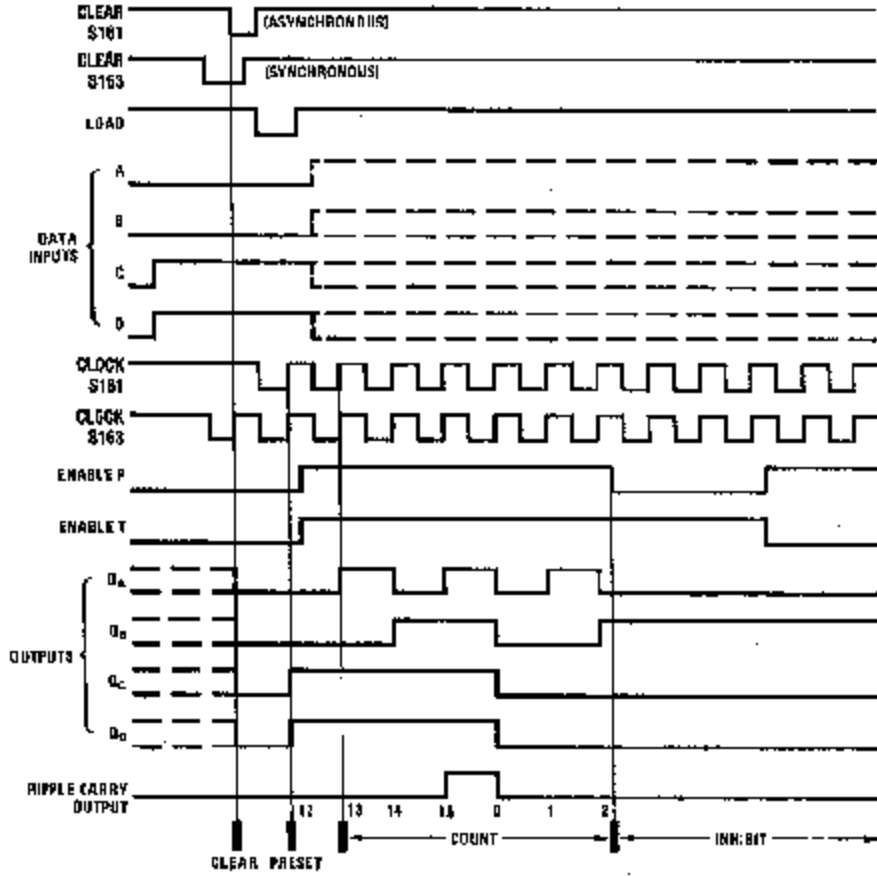 CLEAR
S161
(ASYNCHRONOUS)
CLEAR
S163
(SYNCHRONOUS)
LOAD
DATA
INPUTS
A
B
C
D
CLOCK
S161
CLOCK
S163
ENABLE P
ENABLE T
OUTPUTS
QA
QB
QC
QD
RIPPLE CARRY
OUTPUT
12 13 14 15 0 1 2
CLEAR PRESET COUNT INHIBIT